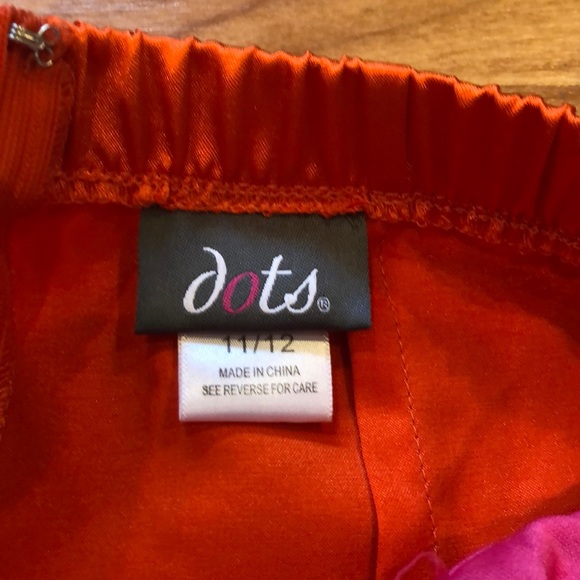 dots®
11/12
MADE IN CHINA
SEE REVERSE FOR CARE